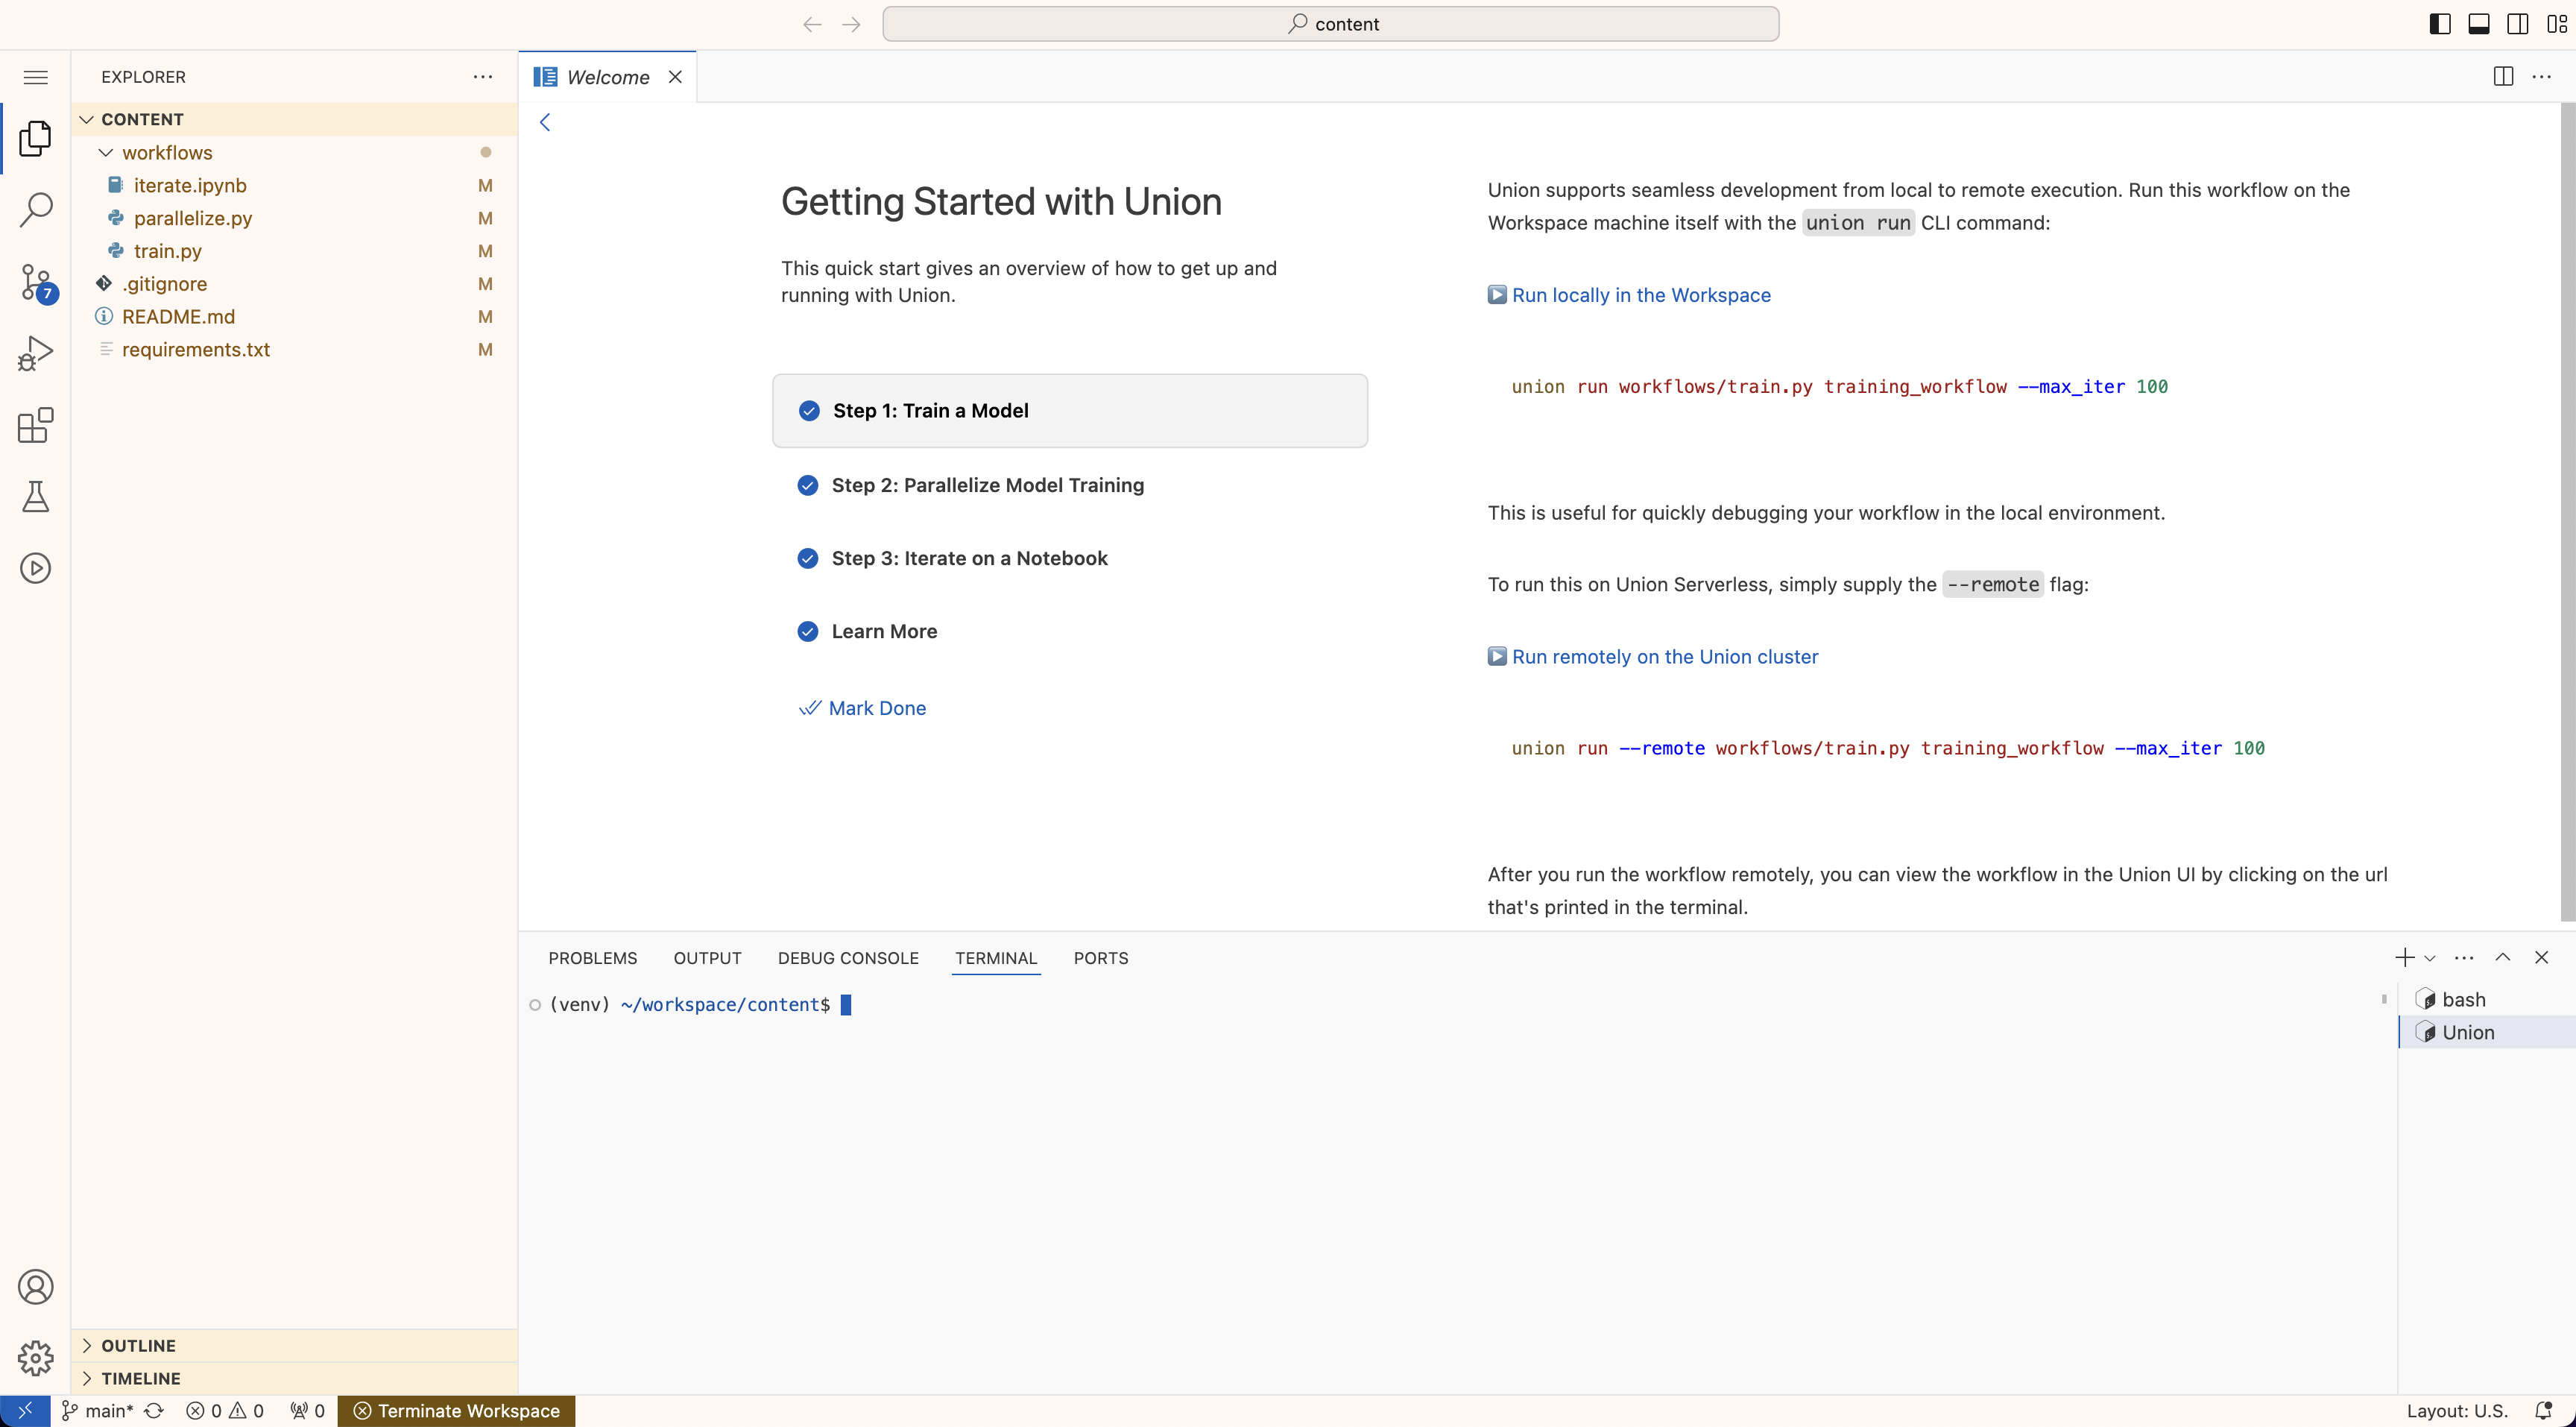 content
EXPLORER
CONTENT
workflows
iterate.ipynb M
parallelize.py M
train.py M
.gitignore M
README.md M
requirements.txt M
7
OUTLINE
TIMELINE
Welcome
Getting Started with Union
This quick start gives an overview of how to get up and
running with Union.
Step 1: Train a Model
Step 2: Parallelize Model Training
Step 3: Iterate on a Notebook
Learn More
Mark Done
Union supports seamless development from local to remote execution. Run this workflow on the
Workspace machine itself with the union run CLI command:
Run locally in the Workspace
union run workflows/train.py training_workflow --max_iter 100
This is useful for quickly debugging your workflow in the local environment.
To run this on Union Serverless, simply supply the --remote flag:
Run remotely on the Union cluster
union run --remote workflows/train.py training_workflow --max_iter 100
After you run the workflow remotely, you can view the workflow in the Union UI by clicking on the url
that's printed in the terminal.
PROBLEMS OUTPUT DEBUG CONSOLE TERMINAL PORTS
(venv) ~/workspace/content$
bash
Union
main* 0 0 0 Terminate Workspace
Layout: U.S.